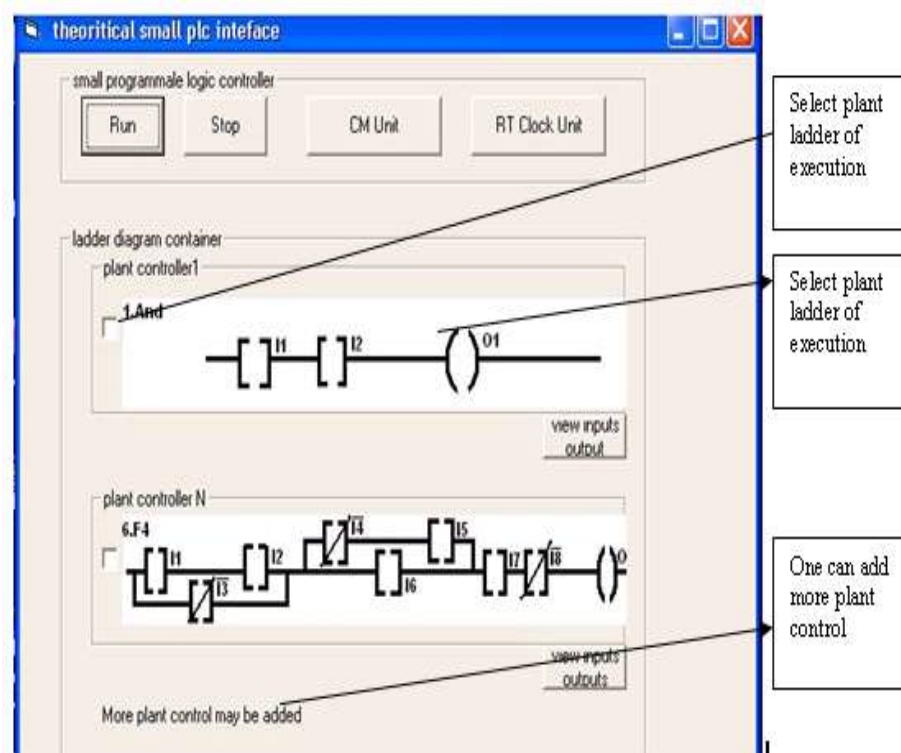 theoritical small plc inteface
small programmale logic controller
Run
Stop
CM Unit
RT Clock Unit
Select plant
ladder of
execution
ladder diagram container
plant controller1
1.And
I1
I2
O1
Select plant
ladder of
execution
view inputs
output
plant controller N
6.F4
I1
I2
I3
I4
I5
I6
I7
I8
O
One can add
more plant
control
view inputs
outputs
More plant control may be added